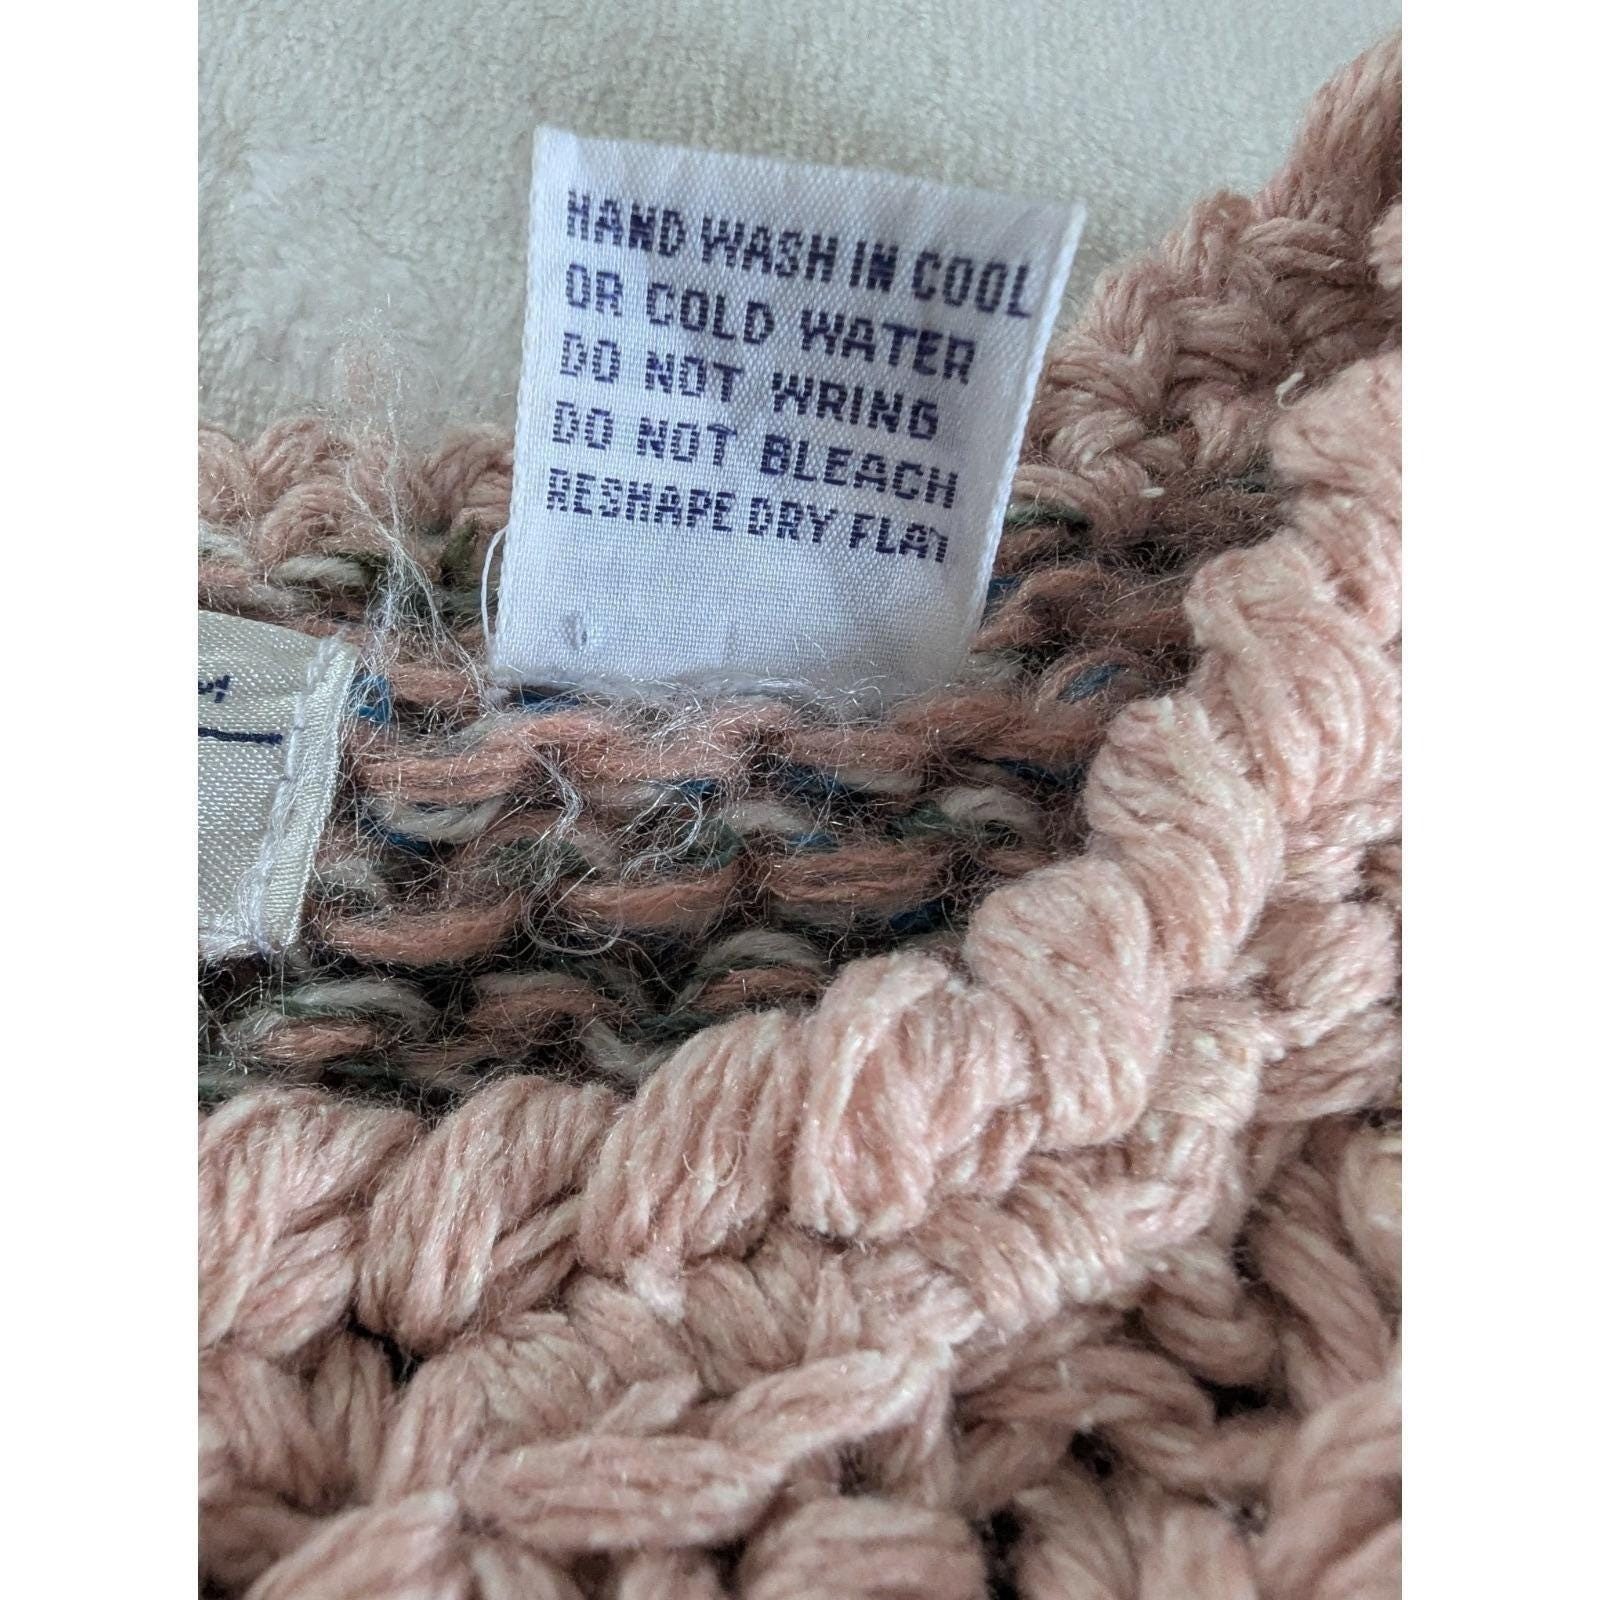 HAND WASH IN COOL
OR COLD WATER
DO NOT WRING
DO NOT BLEACH
RESHAPE DRY FLAT